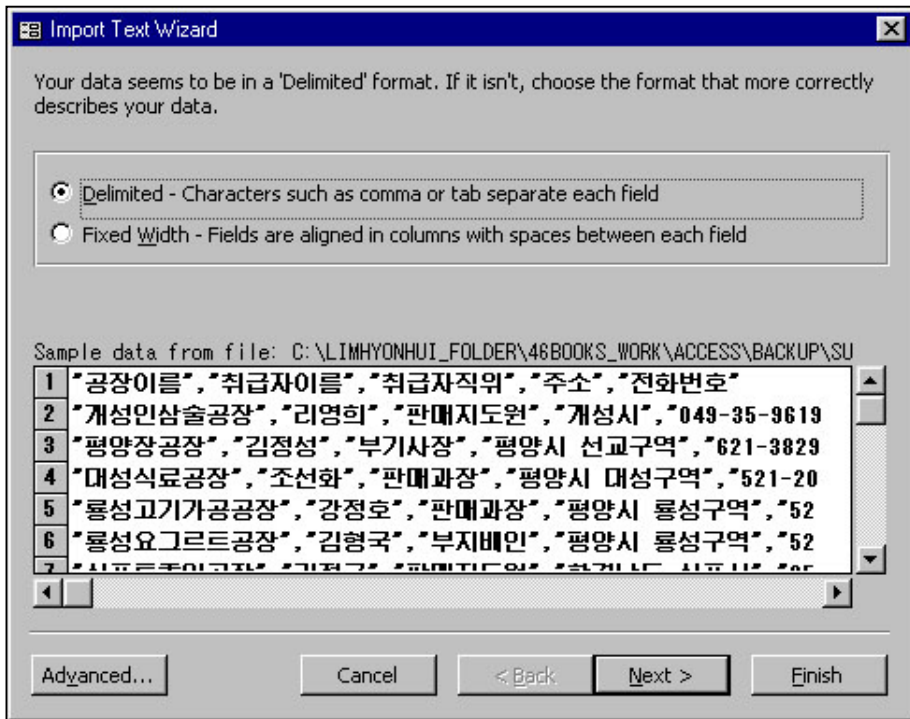 Import Text Wizard
Your data seems to be in a 'Delimited' format. If it isn't, choose the format that more correctly
describes your data.
Delimited - Characters such as comma or tab separate each field
Fixed Width - Fields are aligned in columns with spaces between each field
Sample data from file: C:\LIMHYONHUI_FOLDER\46BOOKS_WORK\ACCESS\BACKUP\SU
1 "공장이름","취급자이름","취급자직위","주소","전화번호"
2 "개성인삼술공장","리영희","판매지도원","개성시","049-35-9619
3 "평양장공장","김정성","부기사장","평양시 선교구역","621-3829
4 "대성식료공장","조선화","판매과장","평양시 대성구역","521-20
5 "룡성고기가공공장","강정호","판매과장","평양시 룡성구역","52
6 "룡성요그르트공장","김형국","부지배인","평양시 룡성구역","52
7
Advanced...
Cancel
< Back
Next >
Finish